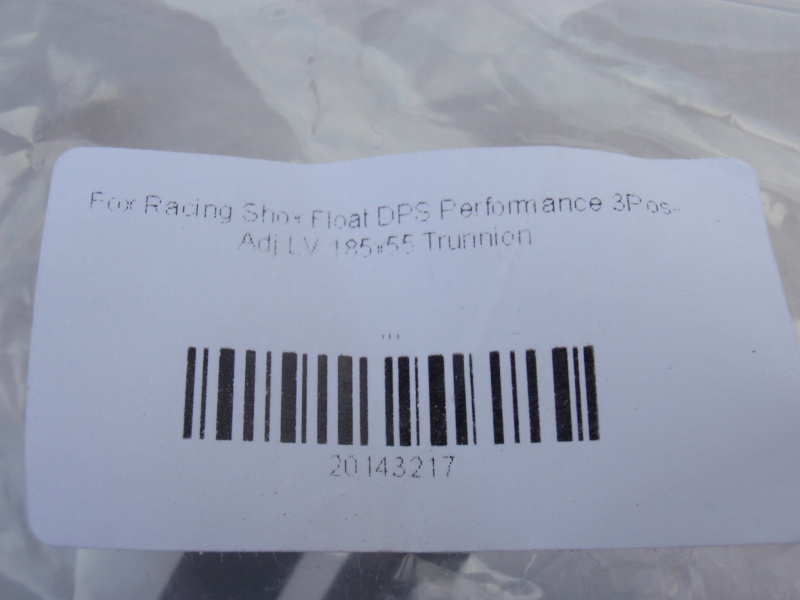 Fox Racing Shox Float DPS Performance 3Pos-
Adj LV 185x55 Trunnion
...
20143217